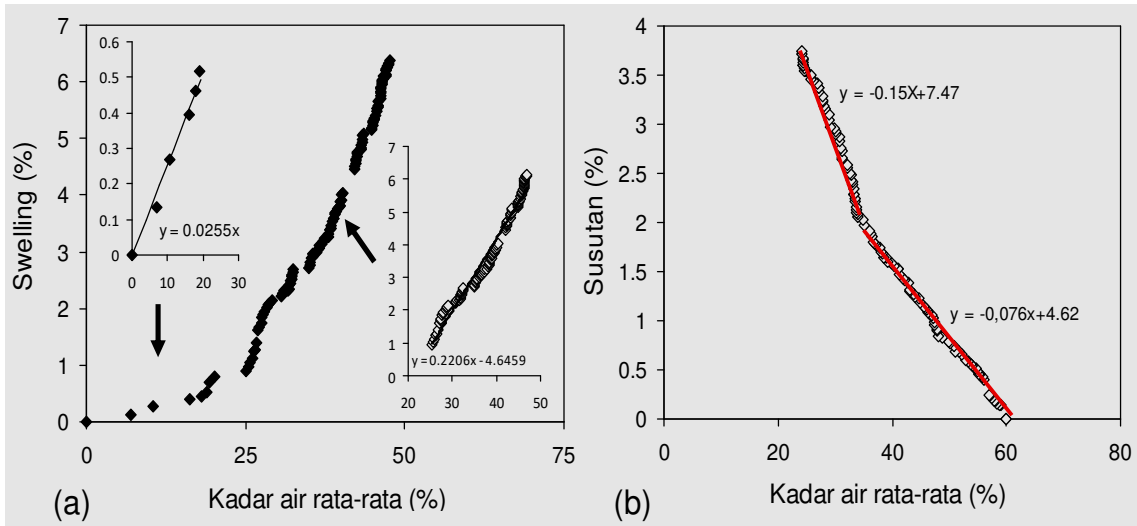 7
6
5
4
3
2
1
0
0
25
50
75
Swelling (%)
Kadar air rata-rata (%)
(a)
0.6
0.5
0.4
0.3
0.2
0.1
0
0 10 20 30
y = 0.0255x
7
6
5
4
3
2
1
0
20 30 40 50
y = 0.2206x - 4.6459
4
3.5
3
2.5
2
1.5
1
0.5
0
0 20 40 60 80
Susutan (%)
Kadar air rata-rata (%)
(b)
y = -0.15X+7.47
y = -0,076x+4.62